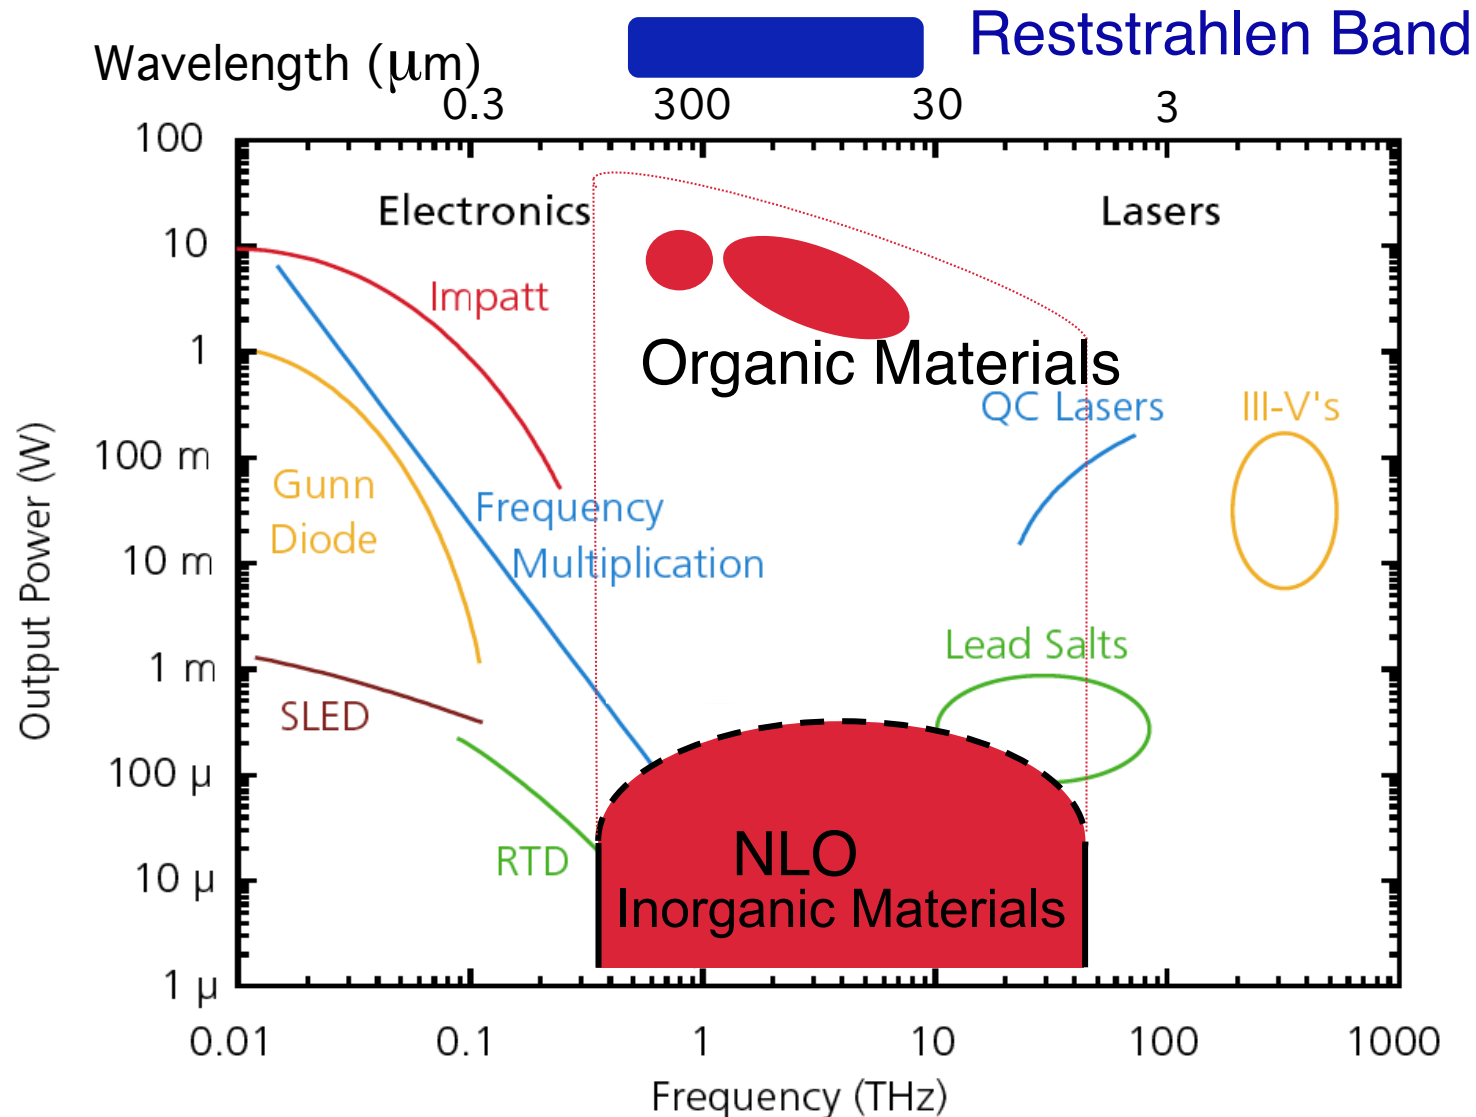 Reststrahlen Band
Wavelength (μm)
0.3 300 30 3
100
Electronics
Lasers
10
Impatt
1
Organic Materials
QC Lasers
III-V's
100 m
Gunn
Diode
Frequency
Multiplication
10 m
Lead Salts
1 m
SLED
100 μ
RTD
NLO
Inorganic Materials
10 μ
1 μ
Output Power (W)
0.01 0.1 1 10 100 1000
Frequency (THz)